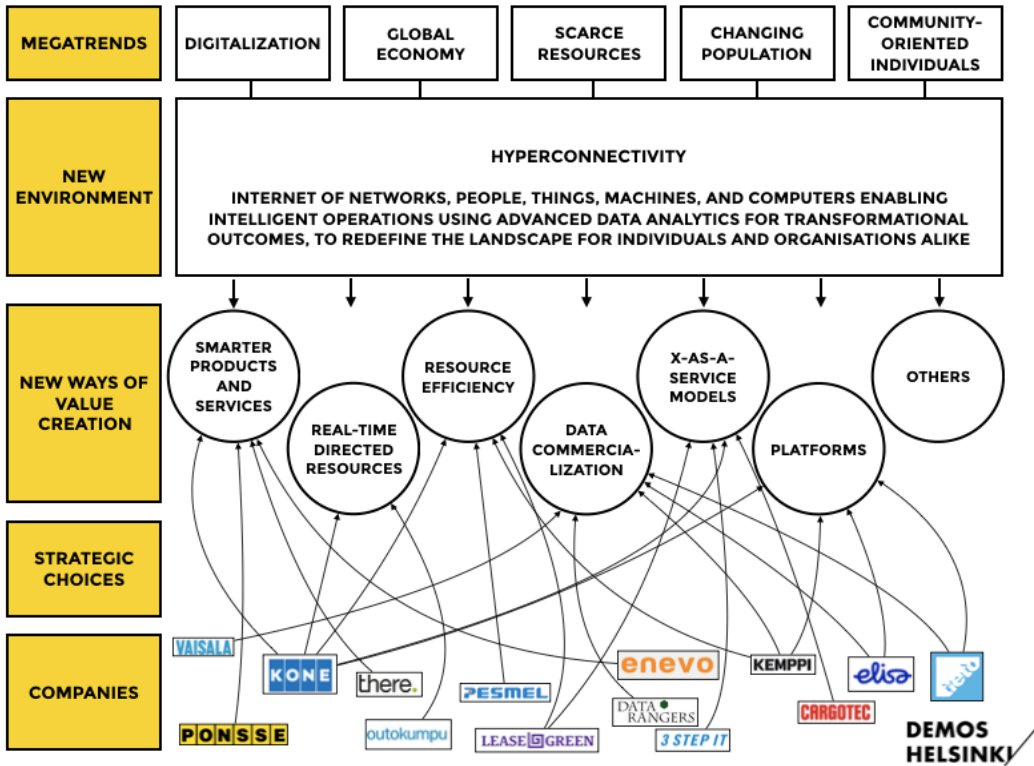 MEGATRENDS
DIGITALIZATION
GLOBAL
ECONOMY
SCARCE
RESOURCES
CHANGING
POPULATION
COMMUNITY-
ORIENTED
INDIVIDUALS
NEW
ENVIRONMENT
HYPERCONNECTIVITY
INTERNET OF NETWORKS, PEOPLE, THINGS, MACHINES, AND COMPUTERS ENABLING
INTELLIGENT OPERATIONS USING ADVANCED DATA ANALYTICS FOR TRANSFORMATIONAL
OUTCOMES, TO REDEFINE THE LANDSCAPE FOR INDIVIDUALS AND ORGANISATIONS ALIKE
NEW WAYS OF
VALUE
CREATION
SMARTER
PRODUCTS
AND
SERVICES
REAL-TIME
DIRECTED
RESOURCES
RESOURCE
EFFICIENCY
DATA
COMMERCIA-
LIZATION
X-AS-A-
SERVICE
MODELS
PLATFORMS
OTHERS
STRATEGIC
CHOICES
COMPANIES
VAISALA
KONE
there.
PESMEL
enevo
KEMPPI
elisa
PONSSE
outokumpu
LEASE GREEN
DATA
RANGERS
3 STEP IT
CARGOTEC
DEMOS
HELSINKI